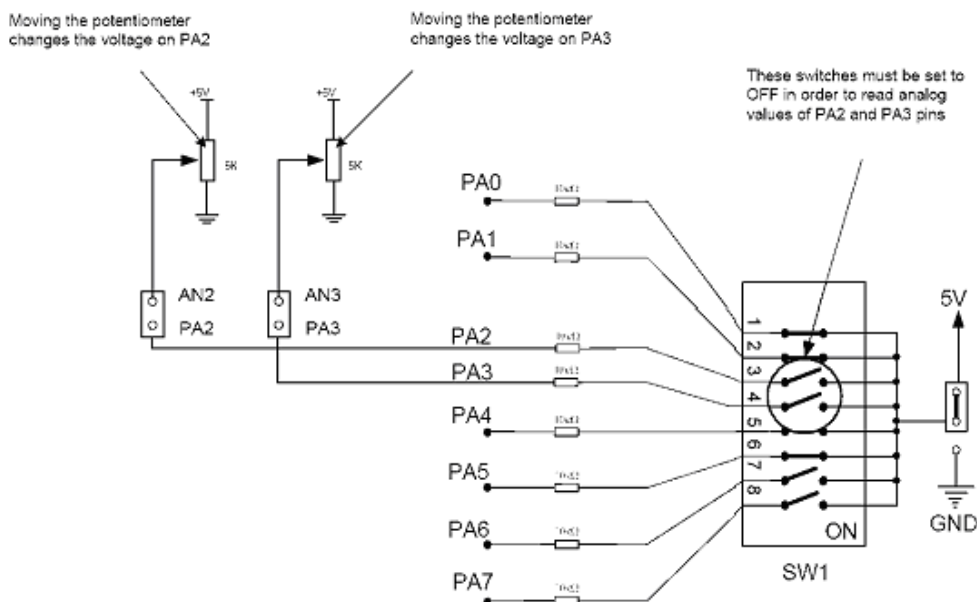 Moving the potentiometer
changes the voltage on PA2
Moving the potentiometer
changes the voltage on PA3
These switches must be set to
OFF in order to read analog
values of PA2 and PA3 pins
+5V
+5V
5K
5K
PA0
PA1
AN2
PA2
AN3
PA3
PA2
PA3
PA4
PA5
PA6
PA7
1
2
3
4
5
6
7
8
ON
SW1
5V
GND